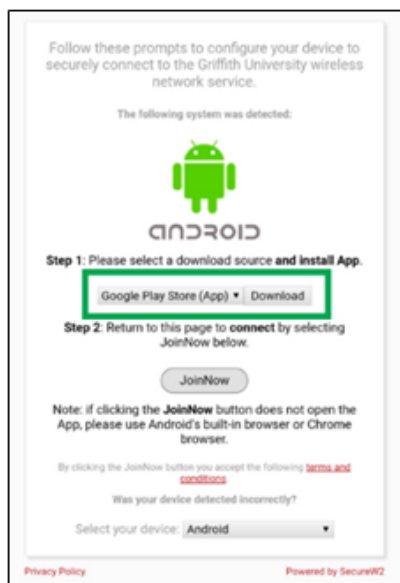 Follow these prompts to configure your device to
securely connect to the Griffith University wireless
network service.
The following system was detected:
ANDROID
Step 1: Please select a download source and install App.
Google Play Store (App) Download
Step 2: Return to this page to connect by selecting
JoinNow below.
JoinNow
Note: if clicking the JoinNow button does not open the
App, please use Android's built-in browser or Chrome
browser.
By clicking the JoinNow button you accept the following terms and
conditions.
Was your device detected incorrectly?
Select your device: Android
Privacy Policy Powered by SecureW2